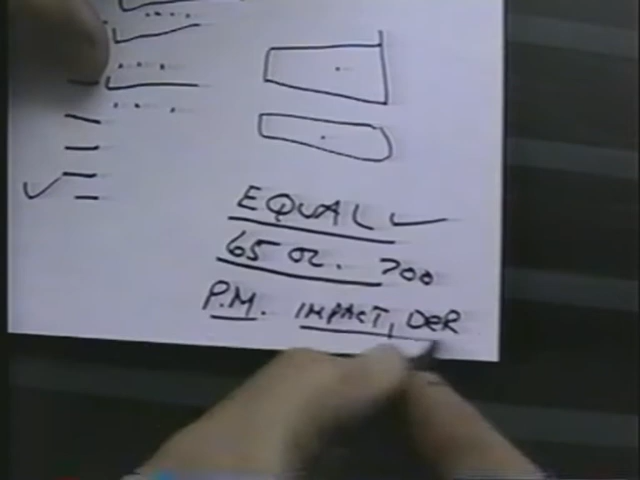 EQUAL ✓
65 oz. 700
P.M. IMPACT, DER